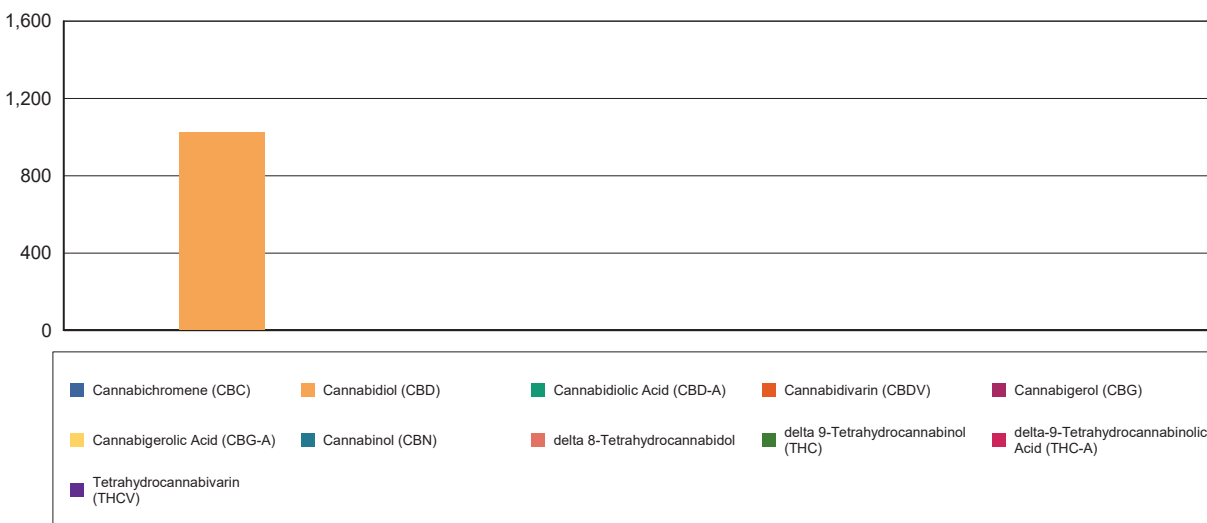 1,600
1,200
800
400
0
Cannabichromene (CBC)
Cannabidiol (CBD)
Cannabidiolic Acid (CBD-A)
Cannabidivarin (CBDV)
Cannabigerol (CBG)
Cannabigerolic Acid (CBG-A)
Cannabinol (CBN)
delta 8-Tetrahydrocannabidol
delta 9-Tetrahydrocannabinol
(THC)
delta-9-Tetrahydrocannabinolic
Acid (THC-A)
Tetrahydrocannabivarin
(THCV)